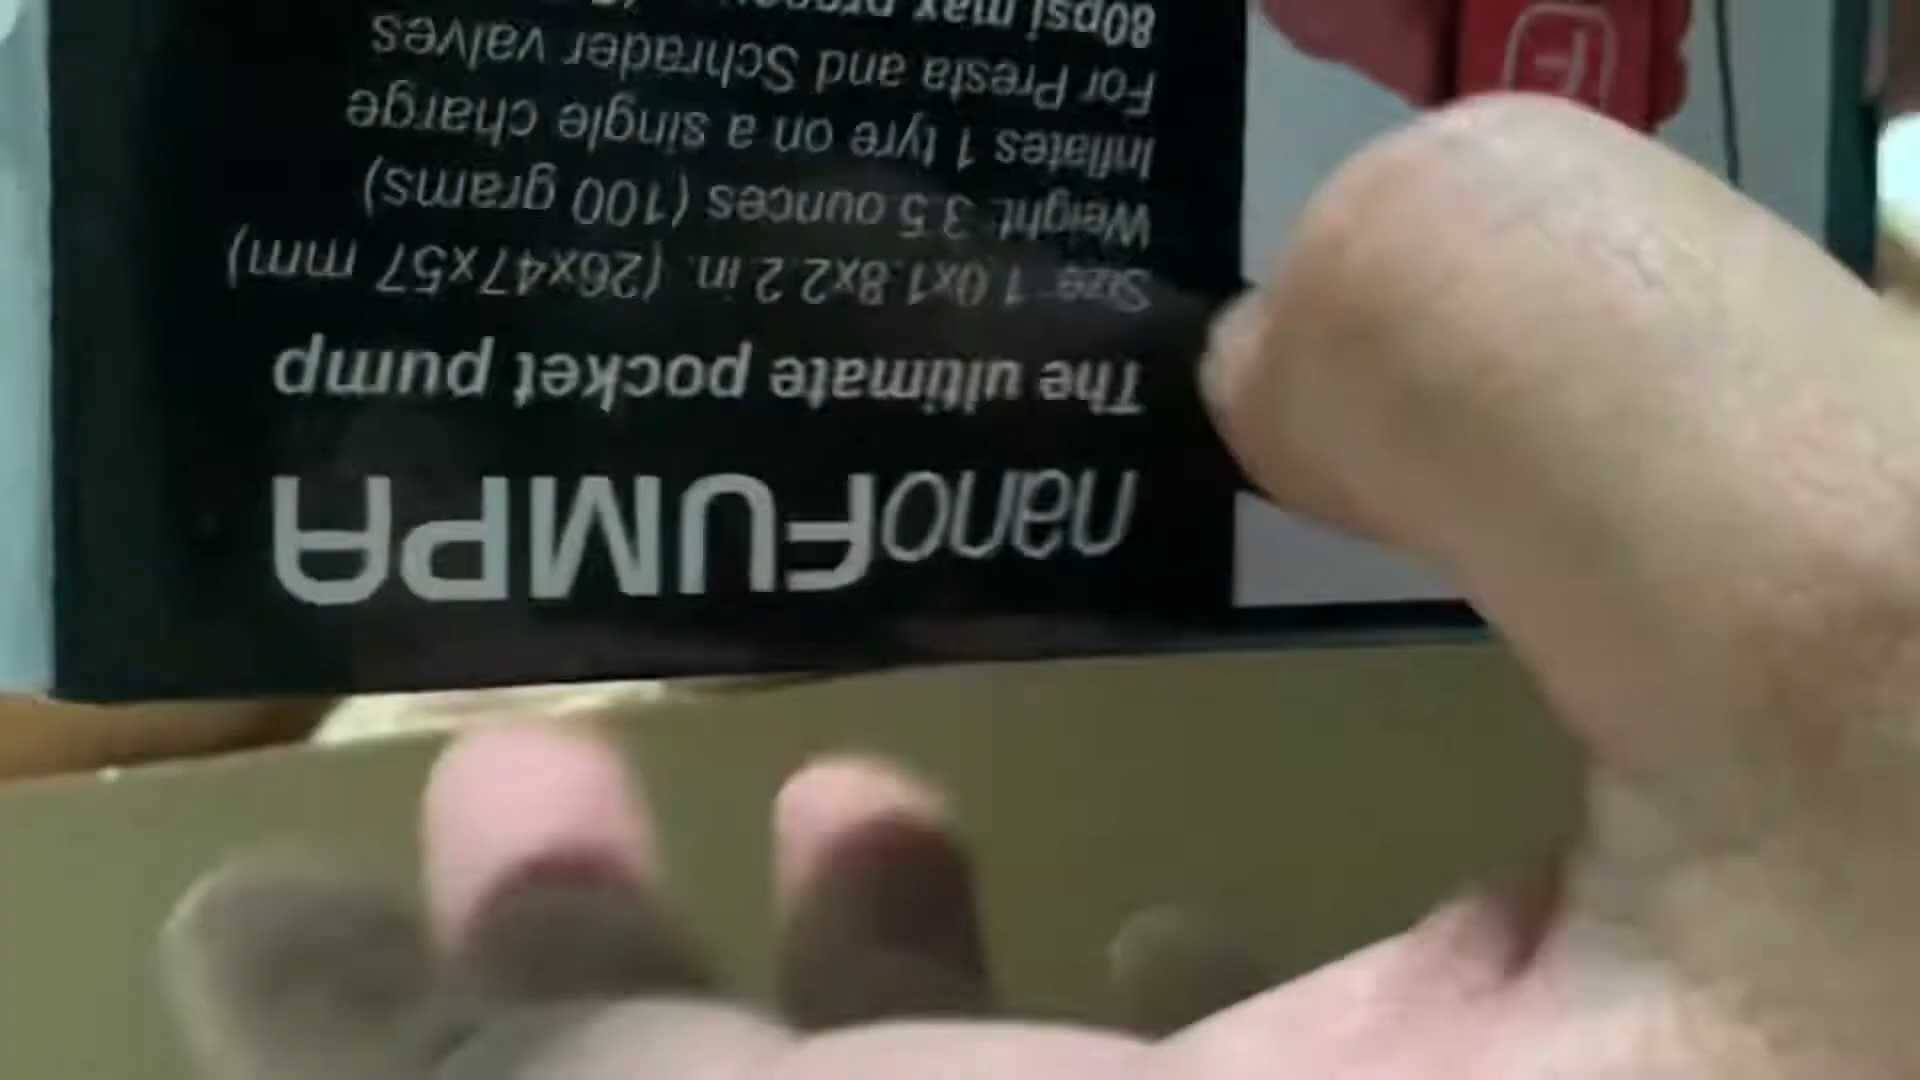 nanoFUMPA
The ultimate pocket pump
Size: 1.0x1.8x2.2 in. (26x47x57 mm)
Weight: 3.5 ounces (100 grams)
Inflates 1 tyre on a single charge
For Presta and Schrader valves
80psi max
F